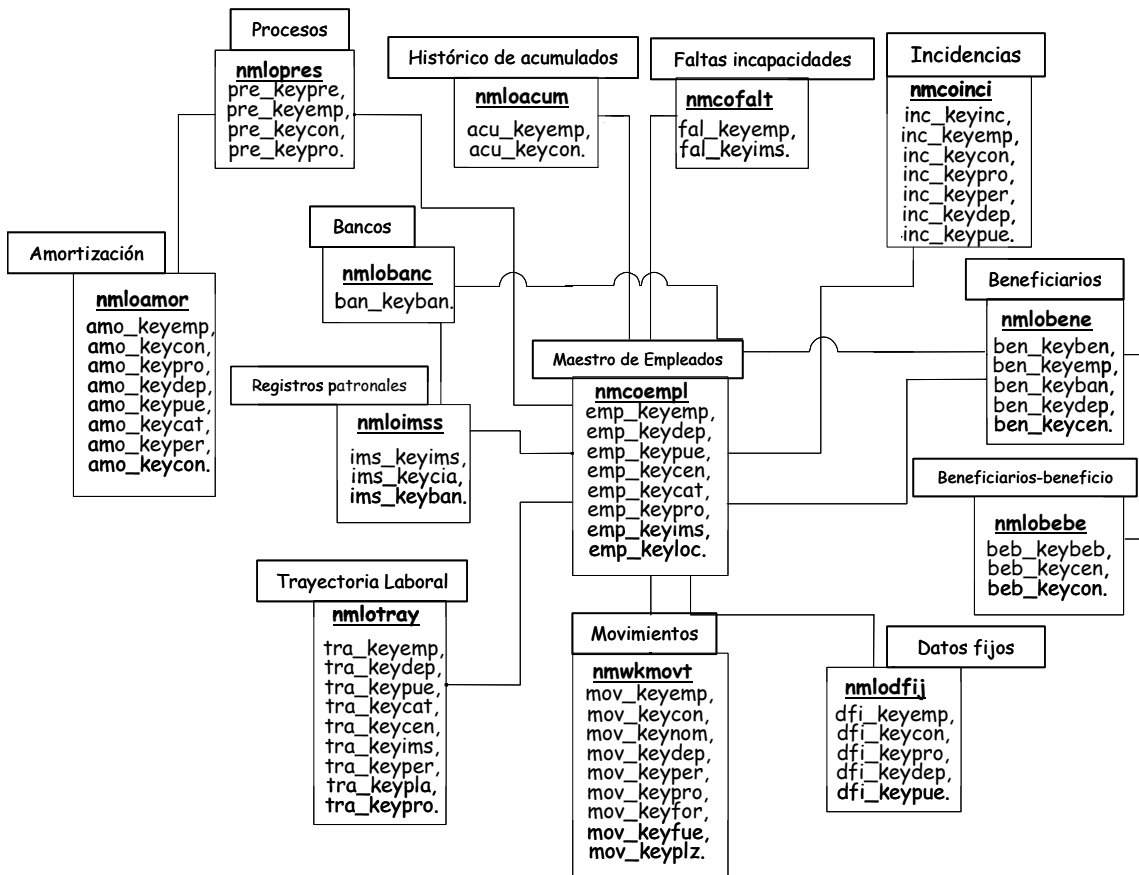 Procesos
nmlopres
pre_keypre,
pre_keyemp,
pre_keycon,
pre_keypro.
Histórico de acumulados
nmloacum
acu_keyemp,
acu_keycon.
Faltas incapacidades
nmcofalt
fal_keyemp,
fal_keyims.
Incidencias
nmcoinci
inc_keyinc,
inc_keyemp,
inc_keycon,
inc_keypro,
inc_keyper,
inc_keydep,
inc_keypue.
Amortización
nmloamor
amo_keyemp,
amo_keycon,
amo_keypro,
amo_keydep,
amo_keypue,
amo_keycat,
amo_keyper,
amo_keycon.
Bancos
nmlobanc
ban_keyban.
Registros patronales
nmloimss
ims_keyims,
ims_keycia,
ims_keyban.
Maestro de Empleados
nmcoempl
emp_keyemp,
emp_keydep,
emp_keypue,
emp_keycen,
emp_keycat,
emp_keypro,
emp_keyims,
emp_keyloc.
Beneficiarios
nmlobene
ben_keyben,
ben_keyemp,
ben_keyban,
ben_keydep,
ben_keycen.
Beneficiarios-beneficio
nmlobebe
beb_keybeb,
beb_keycen,
beb_keycon.
Trayectoria Laboral
nmlotray
tra_keyemp,
tra_keydep,
tra_keypue,
tra_keycat,
tra_keycen,
tra_keyims,
tra_keyper,
tra_keypla,
tra_keypro.
Movimientos
nmwkmovt
mov_keyemp,
mov_keycon,
mov_keynom,
mov_keydep,
mov_keyper,
mov_keypro,
mov_keyfor,
mov_keyfue,
mov_keyplz.
Datos fijos
nmlodfij
dfi_keyemp,
dfi_keycon,
dfi_keypro,
dfi_keydep,
dfi_keypue.